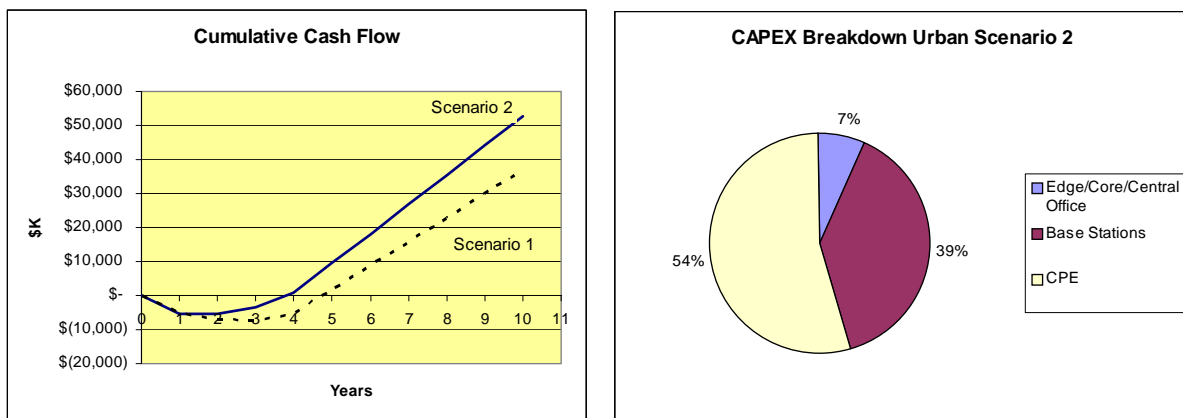 Cumulative Cash Flow
$60,000
$50,000
$40,000
$30,000
$20,000
$10,000
$-
$(10,000)
$(20,000)
$K
Scenario 2
Scenario 1
0 1 2 3 4 5 6 7 8 9 10 11
Years
CAPEX Breakdown Urban Scenario 2
7%
39%
54%
Edge/Core/Central
Office
Base Stations
CPE